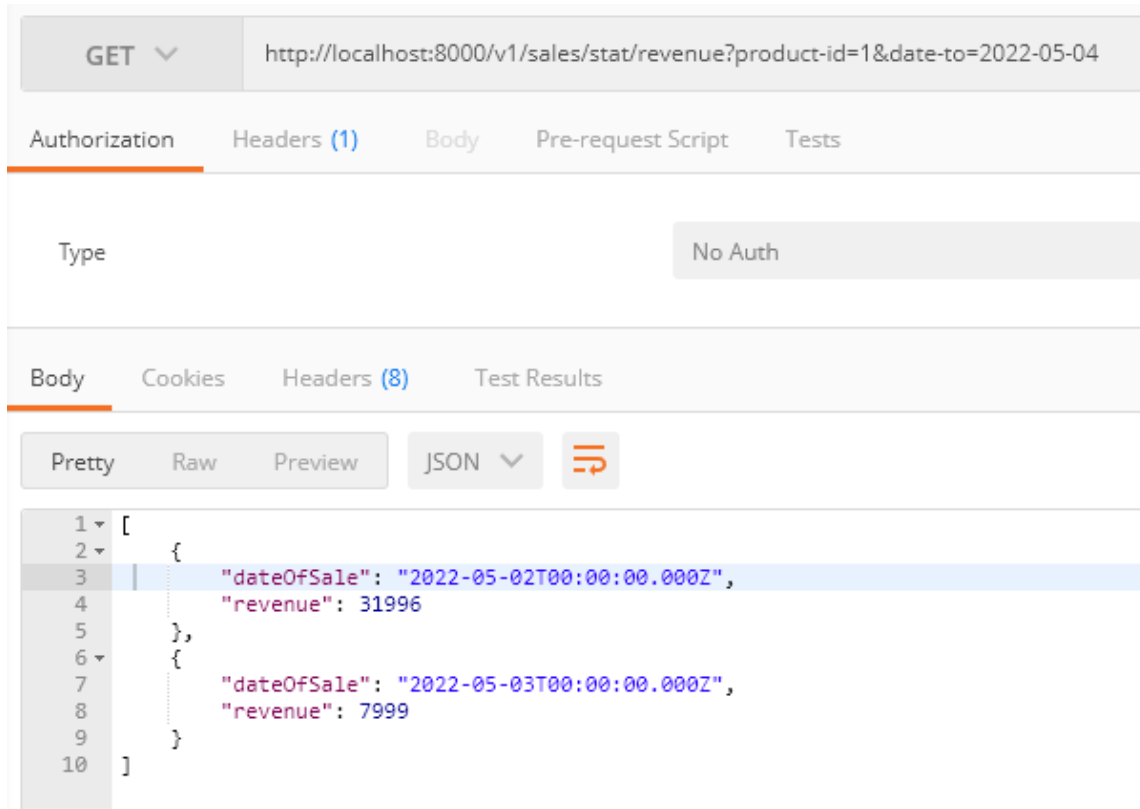 GET http://localhost:8000/v1/sales/stat/revenue?product-id=1&date-to=2022-05-04
Authorization Headers (1) Body Pre-request Script Tests
Type No Auth
Body Cookies Headers (8) Test Results
Pretty Raw Preview JSON
1 [
2 {
3 "dateOfSale": "2022-05-02T00:00:00.000Z",
4 "revenue": 31996
5 },
6 {
7 "dateOfSale": "2022-05-03T00:00:00.000Z",
8 "revenue": 7999
9 }
10 ]